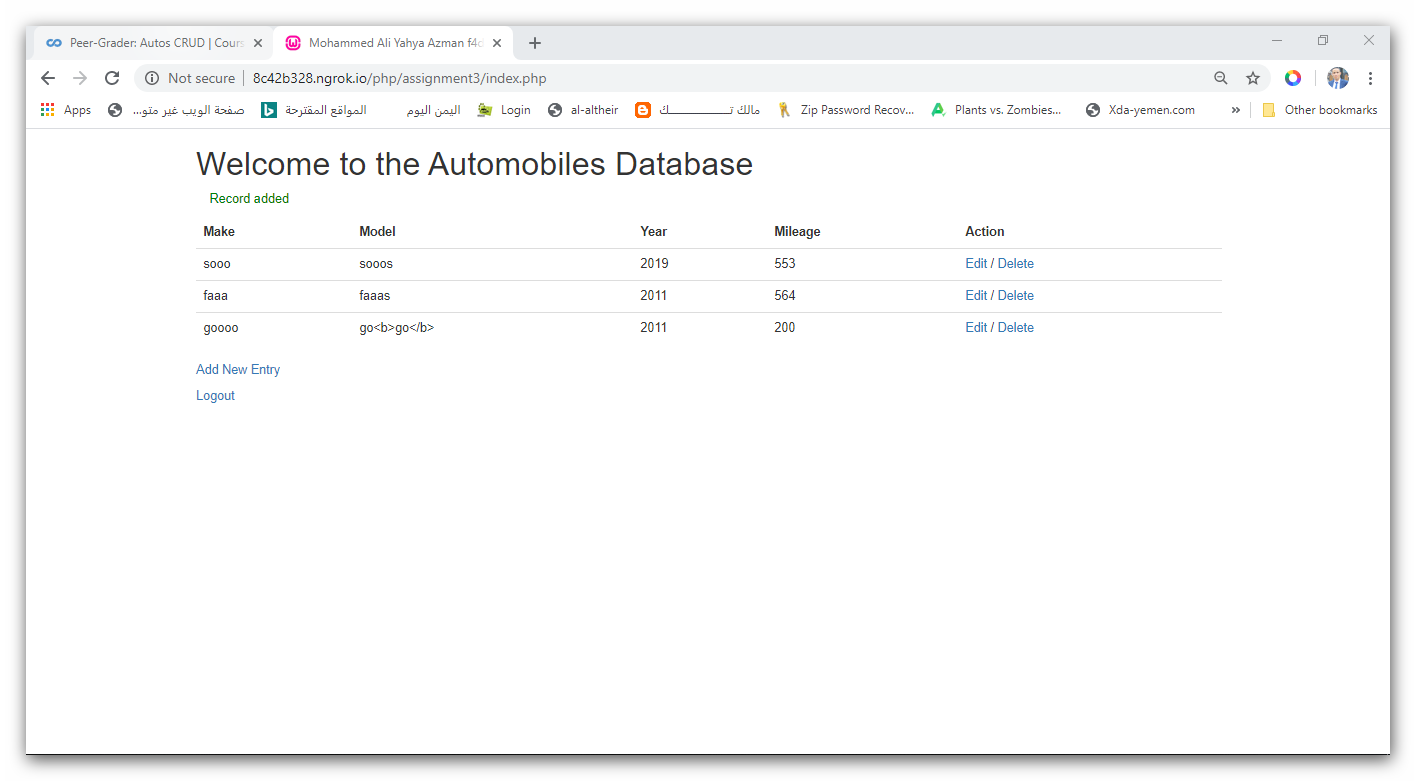 Peer-Grader: Autos CRUD | Cours
Mohammed Ali Yahya Azman f4c
Not secure | 8c42b328.ngrok.io/php/assignment3/index.php
Apps صفحة الويب غير متو... المواقع المقترحة اليمن اليوم Login al-altheir مالك تـــــــــــــــــك Zip Password Recov... Plants vs. Zombies... Xda-yemen.com » Other bookmarks
Welcome to the Automobiles Database
Record added
Make Model Year Mileage Action
sooo sooos 2019 553 Edit / Delete
faaa faaas 2011 564 Edit / Delete
goooo go<b>go</b> 2011 200 Edit / Delete
Add New Entry
Logout